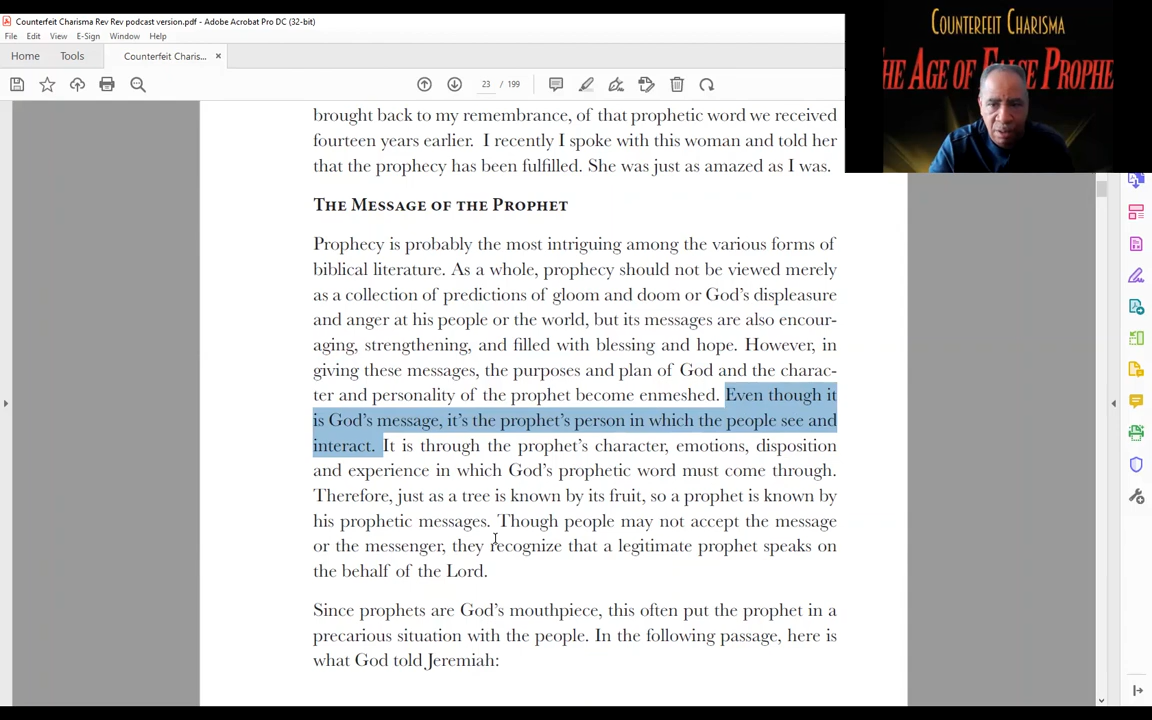 Counterfeit Charisma Rev Rev podcast version.pdf - Adobe Acrobat Pro DC (32-bit)
File Edit View E-Sign Window Help
Home Tools Counterfeit Charis... ×
23 / 199
COUNTERFEIT CHARISMA
HE AGE OF FALSE PROPHE
brought back to my remembrance, of that prophetic word we received
fourteen years earlier. I recently I spoke with this woman and told her
that the prophecy has been fulfilled. She was just as amazed as I was.
THE MESSAGE OF THE PROPHET
Prophecy is probably the most intriguing among the various forms of
biblical literature. As a whole, prophecy should not be viewed merely
as a collection of predictions of gloom and doom or God's displeasure
and anger at his people or the world, but its messages are also encour-
aging, strengthening, and filled with blessing and hope. However, in
giving these messages, the purposes and plan of God and the charac-
ter and personality of the prophet become enmeshed. Even though it
is God's message, it's the prophet's person in which the people see and
interact. It is through the prophet's character, emotions, disposition
and experience in which God's prophetic word must come through.
Therefore, just as a tree is known by its fruit, so a prophet is known by
his prophetic messages. Though people may not accept the message
or the messenger, they recognize that a legitimate prophet speaks on
the behalf of the Lord.
Since prophets are God's mouthpiece, this often put the prophet in a
precarious situation with the people. In the following passage, here is
what God told Jeremiah: